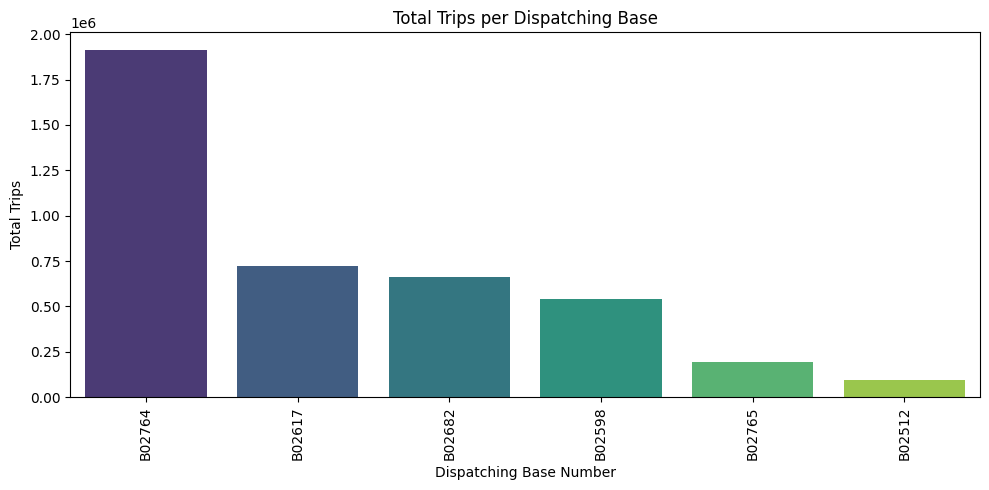 Total Trips per Dispatching Base
1e6
2.00
1.75
1.50
1.25
1.00
0.75
0.50
0.25
0.00
Total Trips
B02764
B02617
B02682
B02598
B02765
B02512
Dispatching Base Number